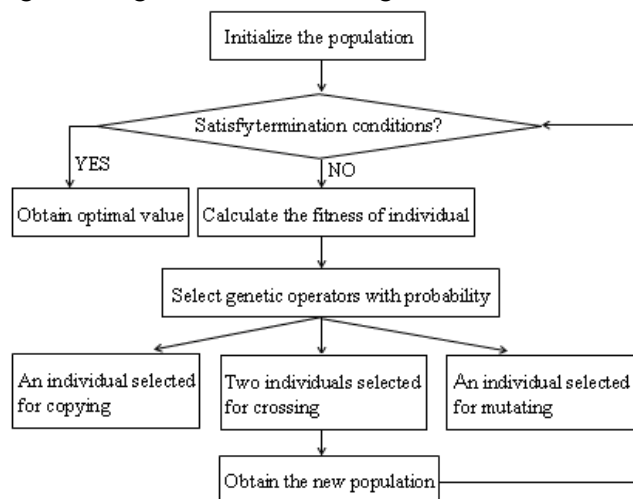 Initialize the population
Satisfytermination conditions?
YES
NO
Obtain optimal value
Calculate the fitness of individual
Select genetic operators with probability
An individual selected
for copying
Two individuals selected
for crossing
An individual selected
for mutating
Obtain the new population